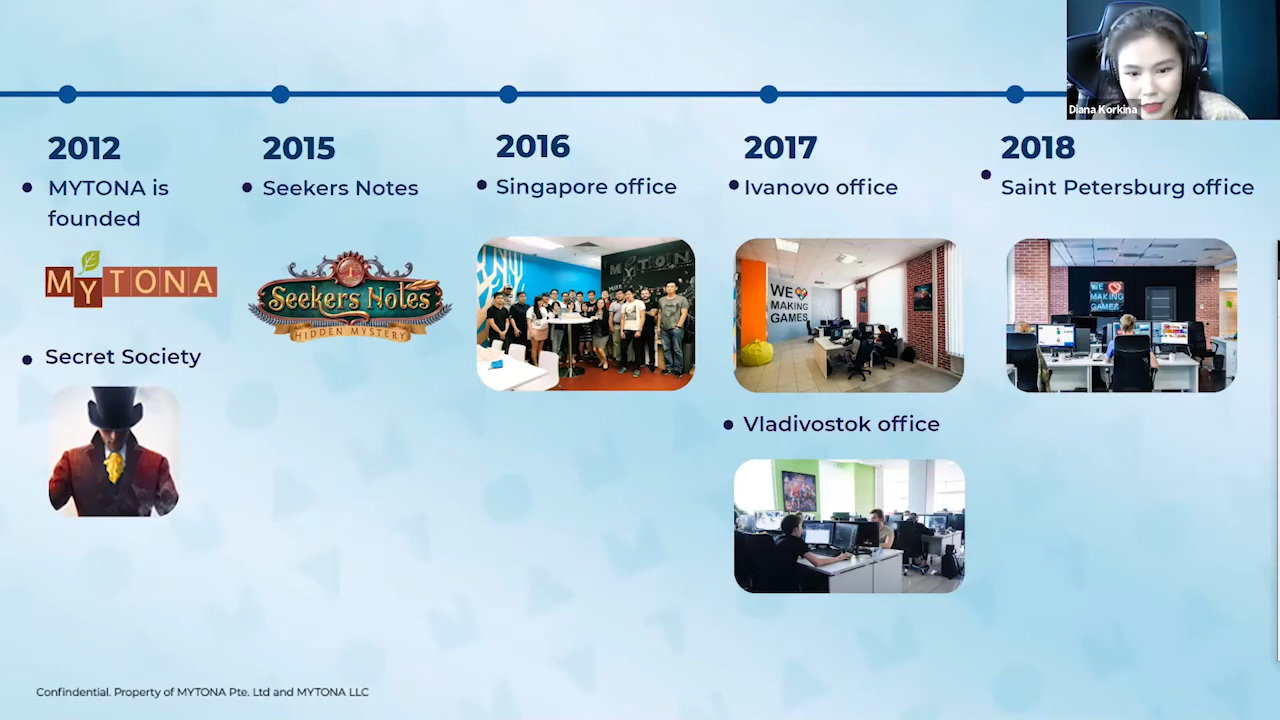 Diana Korkina
2012
MYTONA is
founded
MYTONA
Secret Society
2015
Seekers Notes
SEEKERS NOTES
HIDDEN MYSTERY
2016
Singapore office
MYTONA
2017
Ivanovo office
WE
MAKING
GAMES
Vladivostok office
2018
Saint Petersburg office
WE
MAKING
GAMES
Confindential. Property of MYTONA Pte. Ltd and MYTONA LLC